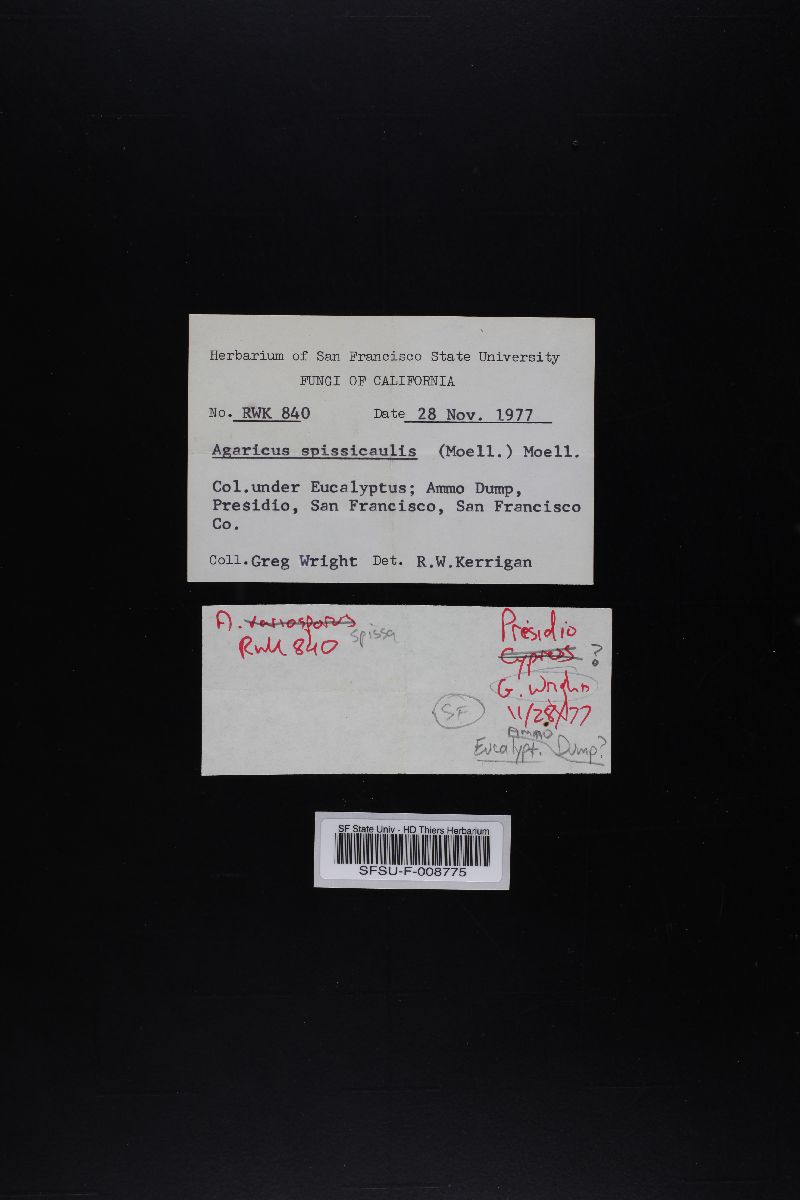 Herbarium of San Francisco State University
FUNGI OF CALIFORNIA
No. RWK 840 Date 28 Nov. 1977
Agaricus spissicaulis (Moell.) Moell.
Col.under Eucalyptus; Ammo Dump,
Presidio, San Francisco, San Francisco
Co.
Coll.Greg Wright Det. R.W.Kerrigan
A. variosporus spissa
RWK 840
Presidio
Cypress ?
G. Wright
SF
11/28/77
Ammo
Eucalypt. Dump?
SF State Univ - HD Thiers Herbarium
SFSU-F-008775